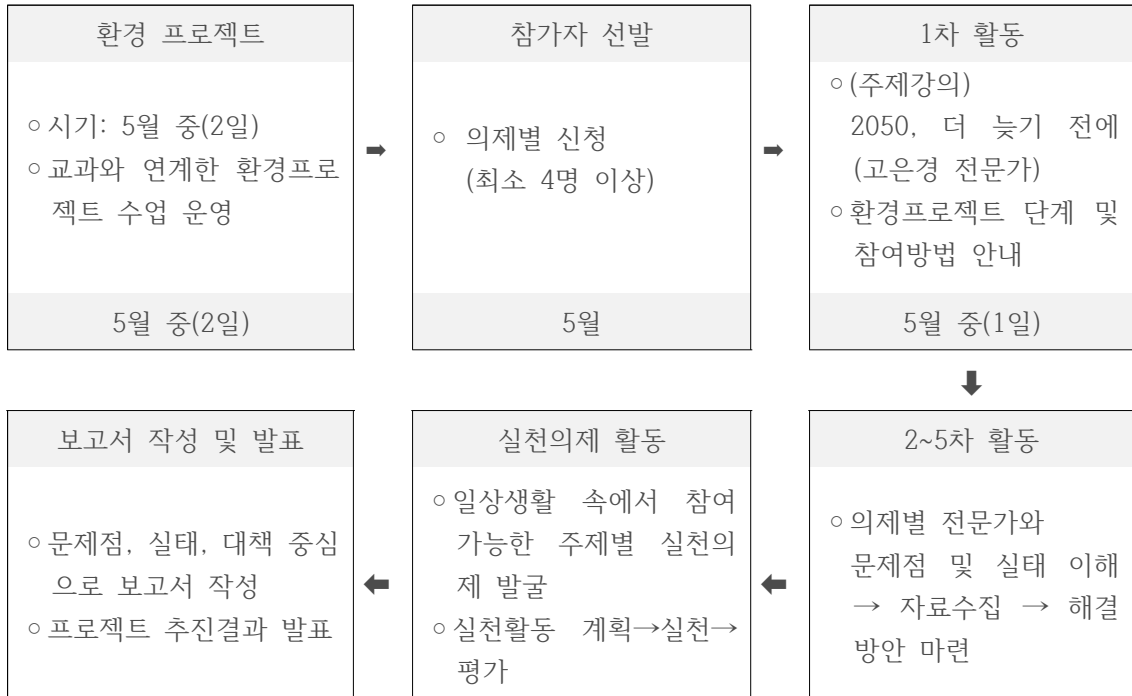 환경 프로젝트
○시기: 5월 중(2일)
○교과와 연계한 환경프로
젝트 수업 운영
5월 중(2일)
➡
참가자 선발
○ 의제별 신청
(최소 4명 이상)
5월
➡
1차 활동
○(주제강의)
2050, 더 늦기 전에
(고은경 전문가)
○환경프로젝트 단계 및
참여방법 안내
5월 중(1일)
⬇
2~5차 활동
○의제별 전문가와
문제점 및 실태 이해
→ 자료수집 → 해결
방안 마련
⬅
실천의제 활동
○일상생활 속에서 참여
가능한 주제별 실천의
제 발굴
○실천활동 계획→실천→
평가
⬅
보고서 작성 및 발표
○문제점, 실태, 대책 중심
으로 보고서 작성
○프로젝트 추진결과 발표